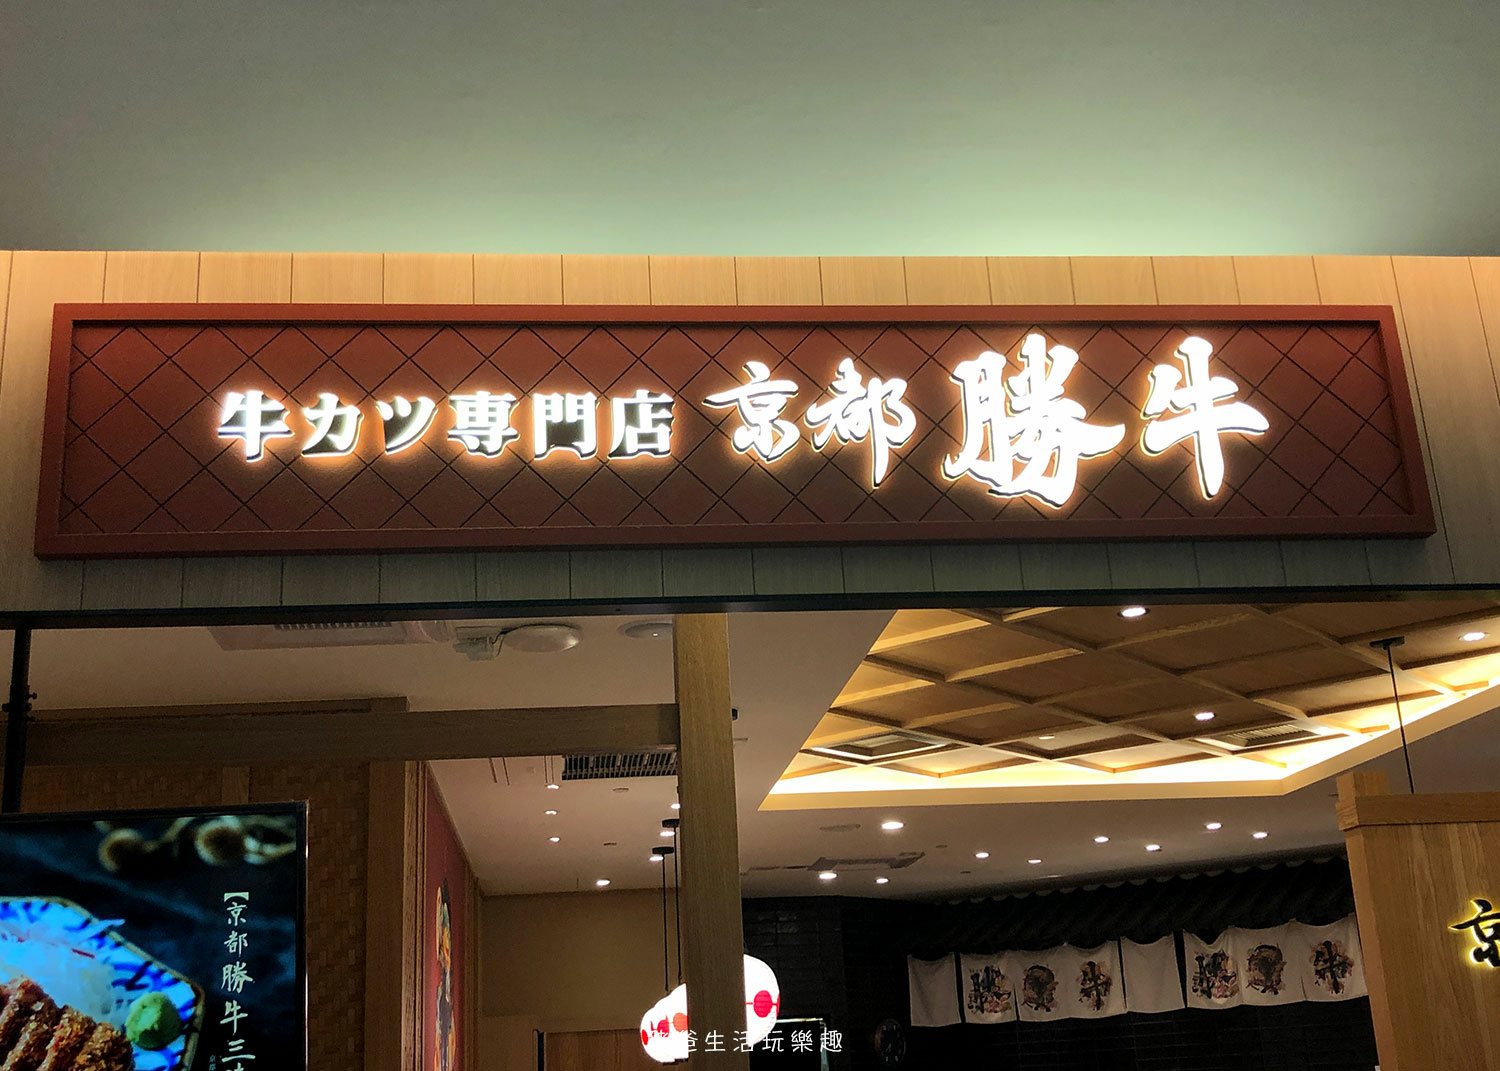 牛カツ専門店 京都 勝牛
【京都勝牛三
京
爸生活玩樂趣